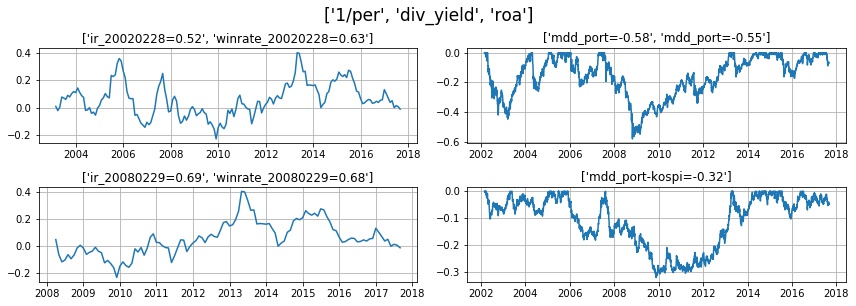 ['1/per', 'div_yield', 'roa']
['ir_20020228=0.52', 'winrate_20020228=0.63']
0.4
0.2
0.0
−0.2
2004 2006 2008 2010 2012 2014 2016 2018
['mdd_port=-0.58', 'mdd_port=-0.55']
0.0
−0.2
−0.4
−0.6
2002 2004 2006 2008 2010 2012 2014 2016 2018
['ir_20080229=0.69', 'winrate_20080229=0.68']
0.4
0.2
0.0
−0.2
2008 2009 2010 2011 2012 2013 2014 2015 2016 2017 2018
['mdd_port-kospi=-0.32']
0.0
−0.1
−0.2
−0.3
2002 2004 2006 2008 2010 2012 2014 2016 2018